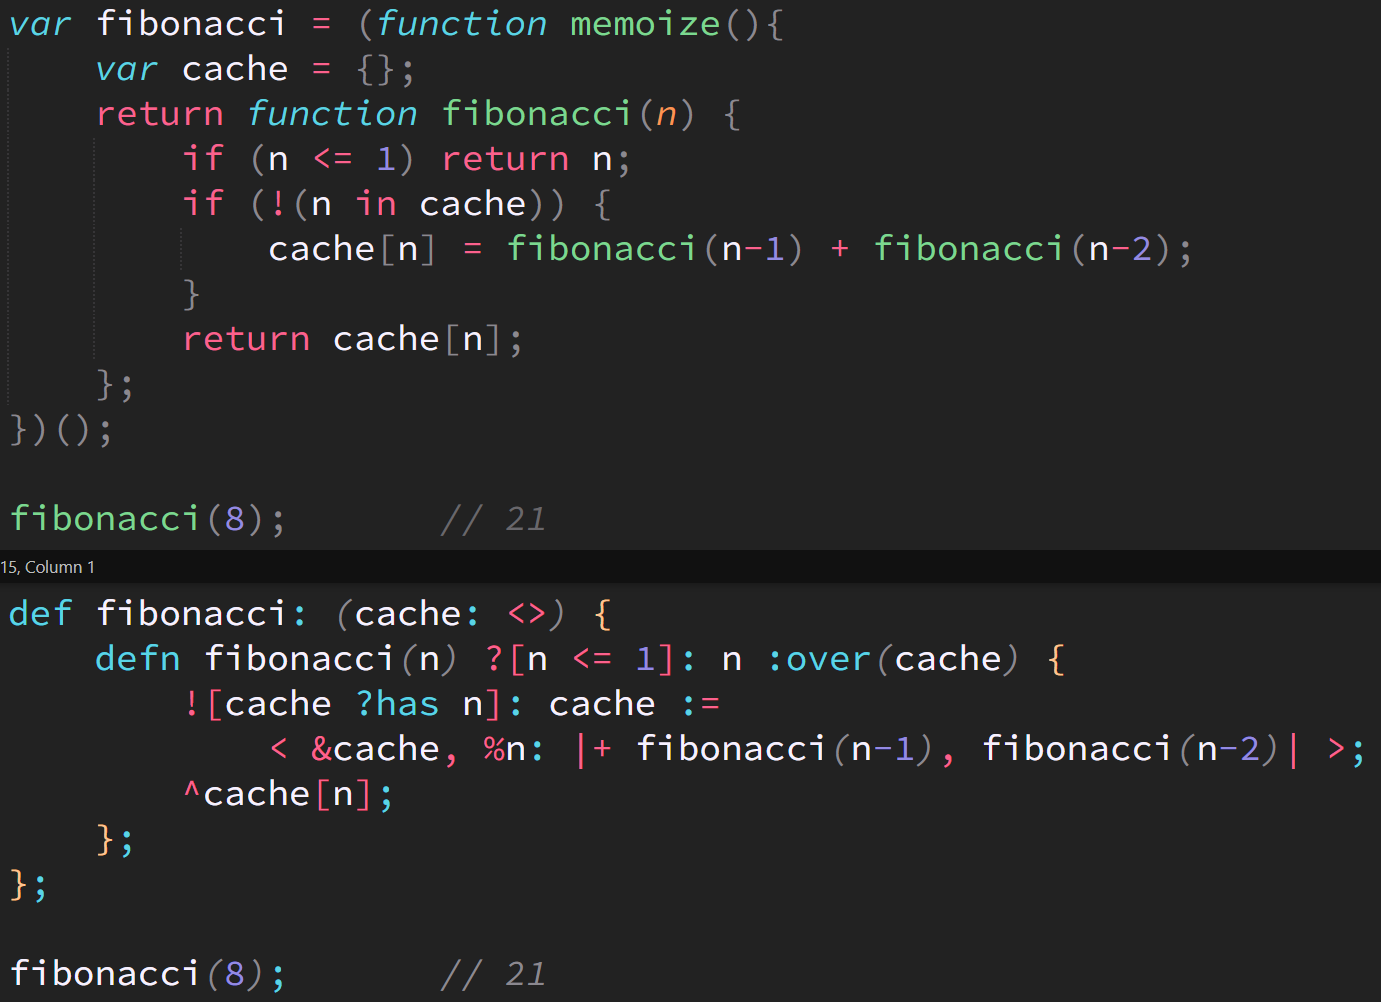 var fibonacci = (function memoize(){
    var cache = {};
    return function fibonacci(n) {
        if (n <= 1) return n;
        if (!(n in cache)) {
            cache[n] = fibonacci(n-1) + fibonacci(n-2);
        }
        return cache[n];
    };
})();
fibonacci(8);       // 21
15, Column 1
def fibonacci: (cache: <>) {
    defn fibonacci(n) ?[n <= 1]: n :over(cache) {
        ![cache ?has n]: cache :=
            < &cache, %n: |+ fibonacci(n-1), fibonacci(n-2)| >;
        ^cache[n];
    };
};
fibonacci(8);       // 21